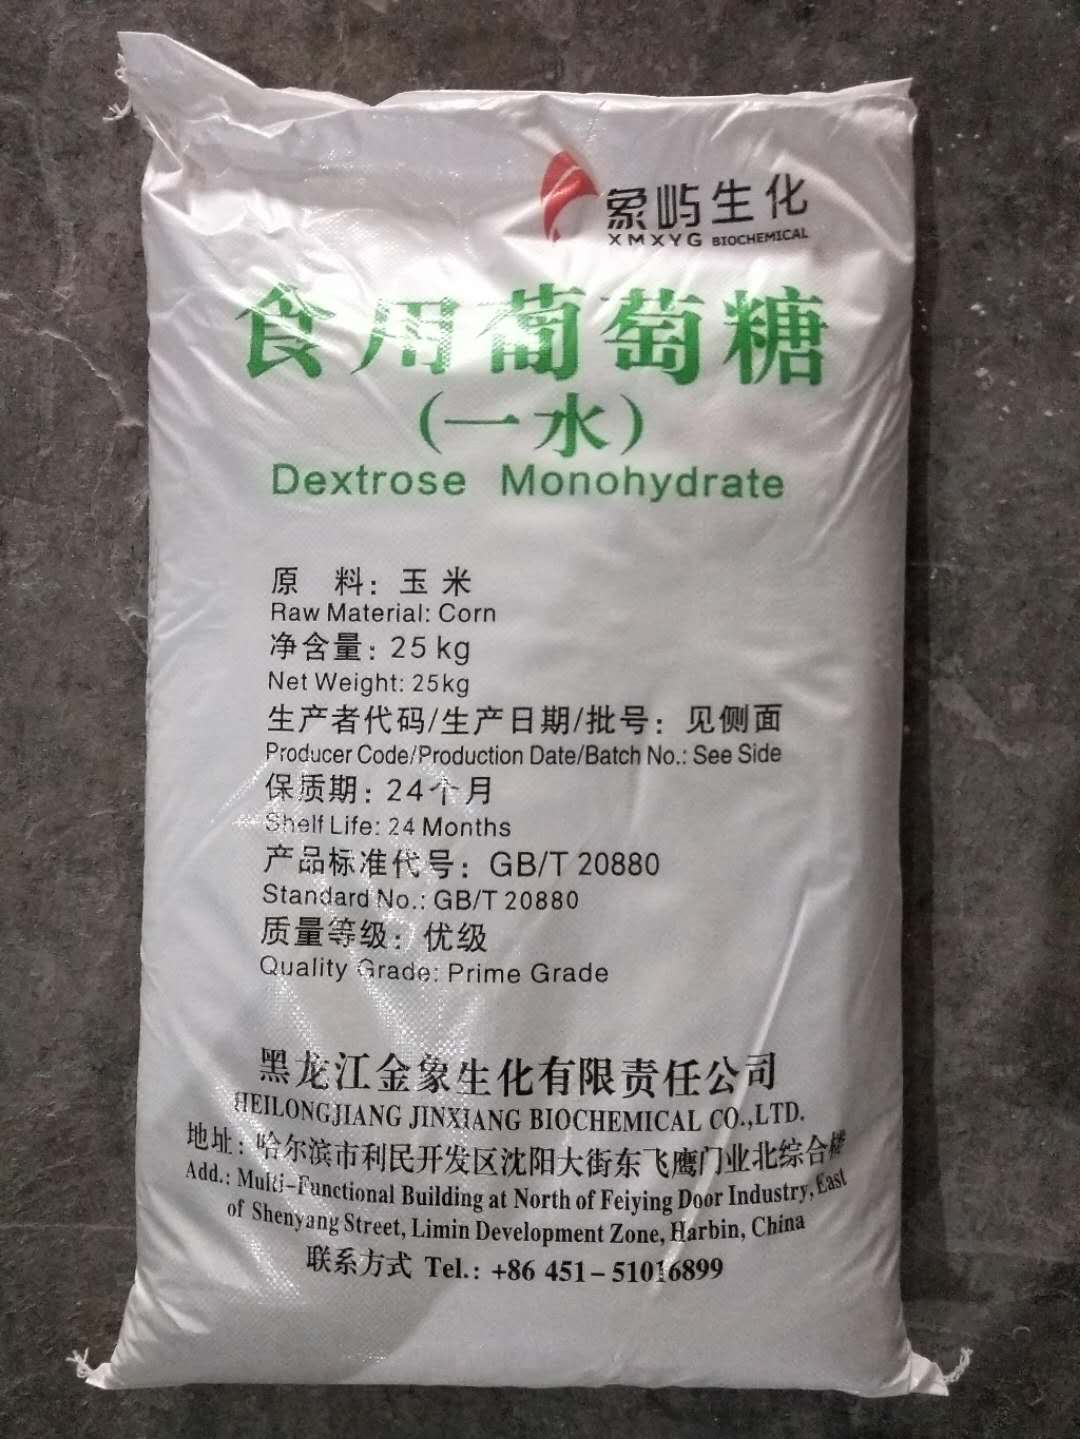 象屿生化
XMXYG BIOCHEMICAL
食用葡萄糖
(一水)
Dextrose Monohydrate
原 料：玉米
Raw Material: Corn
净含量：25 kg
Net Weight: 25kg
生产者代码/生产日期/批号：见侧面
Producer Code/Production Date/Batch No.: See Side
保质期：24个月
Shelf Life: 24 Months
产品标准代号：GB/T 20880
Standard No.: GB/T 20880
质量等级：优级
Quality Grade: Prime Grade
黑龙江金象生化有限责任公司
HEILONGJIANG JINXIANG BIOCHEMICAL CO.,LTD.
地址：哈尔滨市利民开发区沈阳大街东飞鹰门业北综合楼
Add.: Multi-Functional Building at North of Feiying Door Industry, East
of Shenyang Street, Limin Development Zone, Harbin, China
联系方式 Tel.: +86 451-51016899